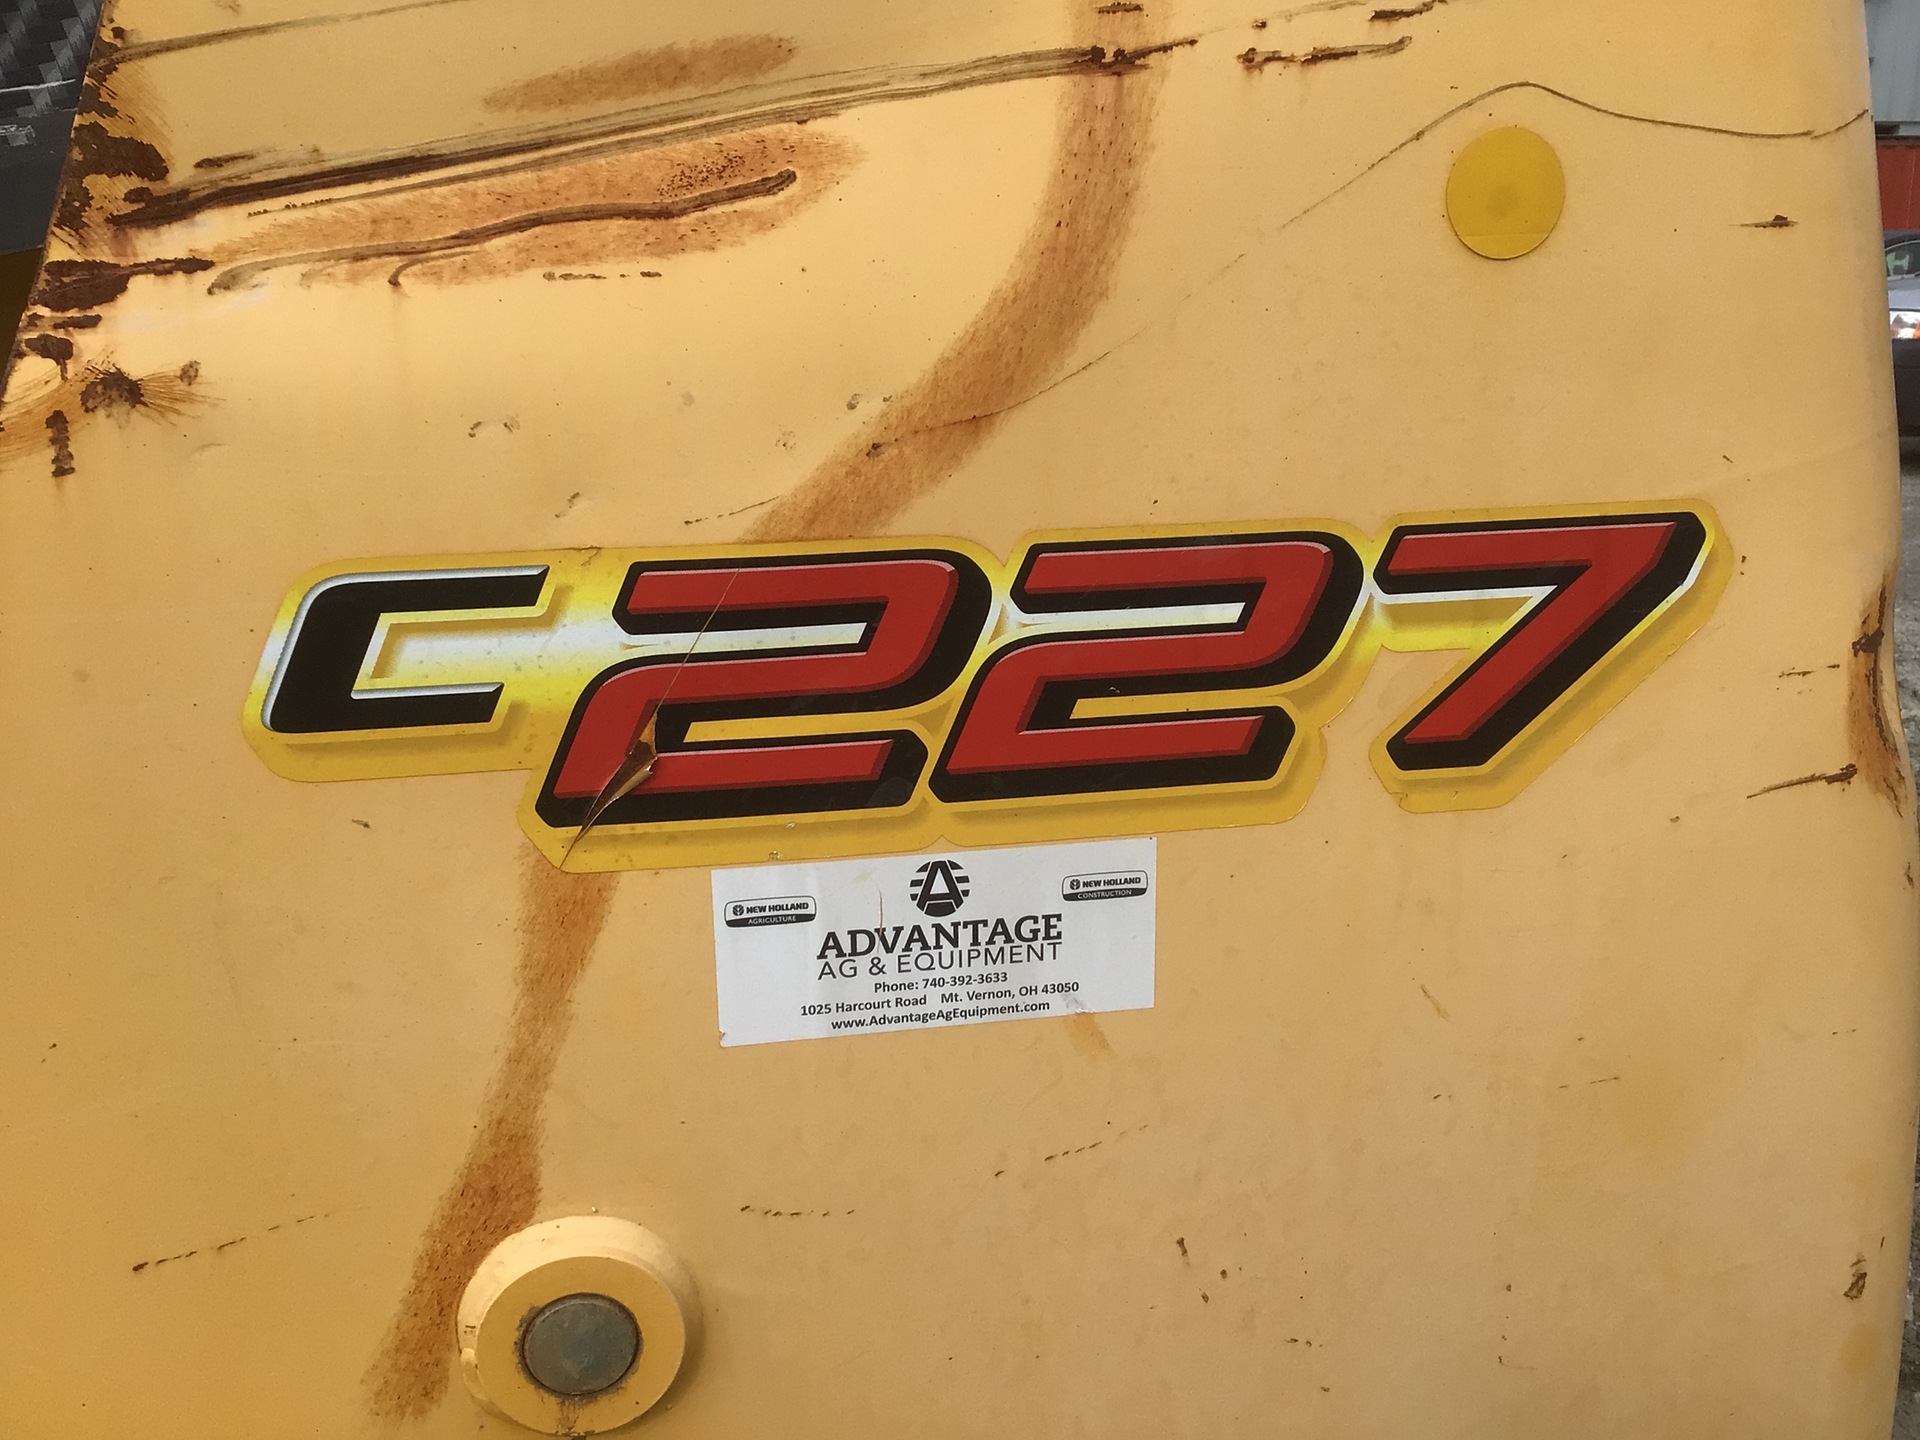 C227
NEW HOLLAND
AGRICULTURE
NEW HOLLAND
CONSTRUCTION
ADVANTAGE
AG & EQUIPMENT
Phone: 740-392-3633
1025 Harcourt Road Mt. Vernon, OH 43050
www.AdvantageAgEquipment.com